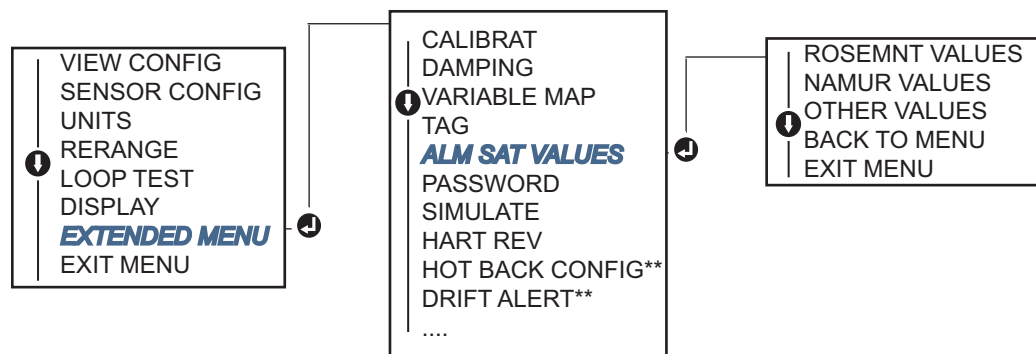 VIEW CONFIG
SENSOR CONFIG
UNITS
RERANGE
LOOP TEST
DISPLAY
EXTENDED MENU
EXIT MENU
CALIBRAT
DAMPING
VARIABLE MAP
TAG
ALM SAT VALUES
PASSWORD
SIMULATE
HART REV
HOT BACK CONFIG**
DRIFT ALERT**
....
ROSEMNT VALUES
NAMUR VALUES
OTHER VALUES
BACK TO MENU
EXIT MENU